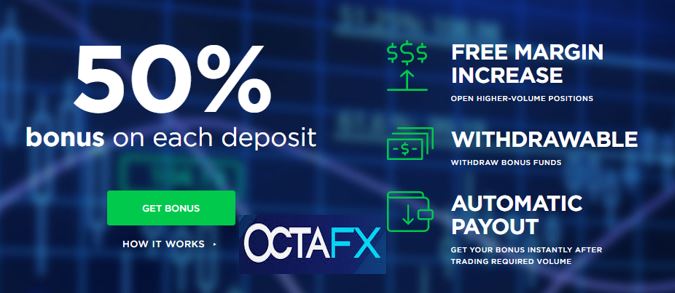 50%
bonus on each deposit
GET BONUS
HOW IT WORKS
OCTAFX
FREE MARGIN
INCREASE
OPEN HIGHER-VOLUME POSITIONS
WITHDRAWABLE
WITHDRAW BONUS FUNDS
AUTOMATIC
PAYOUT
GET YOUR BONUS INSTANTLY AFTER
TRADING REQUIRED VOLUME